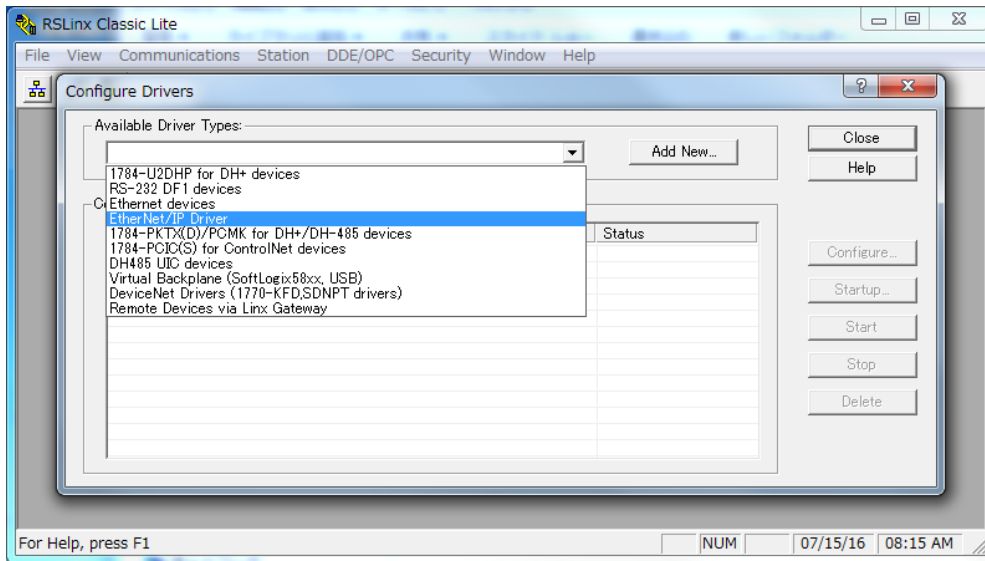 RSLinx Classic Lite
File View Communications Station DDE/OPC Security Window Help
Configure Drivers
Available Driver Types:
Add New...
Close
Help
1784-U2DHP for DH+ devices
RS-232 DF1 devices
Ethernet devices
EtherNet/IP Driver
1784-PKTX(D)/PCMK for DH+/DH-485 devices
1784-PCIC(S) for ControlNet devices
DH485 UIC devices
Virtual Backplane (SoftLogix58xx, USB)
DeviceNet Drivers (1770-KFD,SDNPT drivers)
Remote Devices via Linx Gateway
Status
Configure...
Startup...
Start
Stop
Delete
For Help, press F1 NUM 07/15/16 08:15 AM